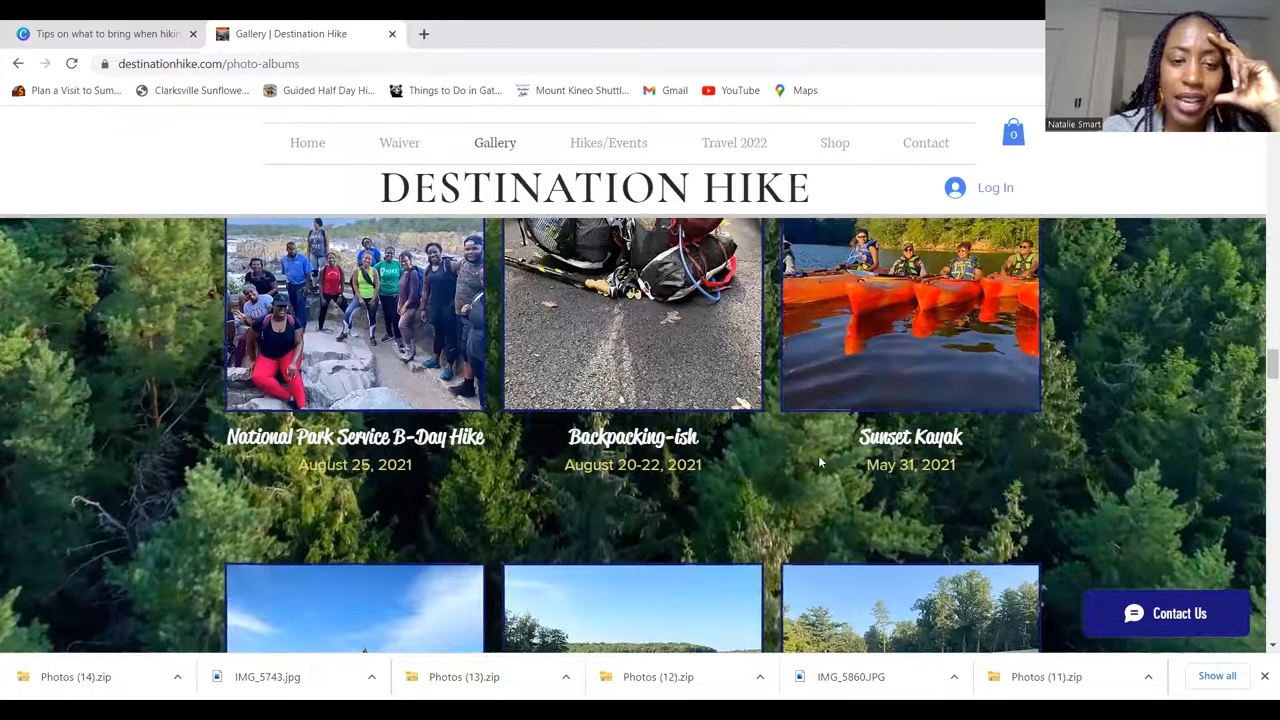 Tips on what to bring when hikin
Gallery | Destination Hike
destinationhike.com/photo-albums
Plan a Visit to Sum...
Clarksville Sunflowe...
Guided Half Day Hi...
Things to Do in Gat...
Mount Kineo Shuttl...
Gmail
YouTube
Maps
Natalie Smart
Home
Waiver
Gallery
Hikes/Events
Travel 2022
Shop
Contact
0
DESTINATION HIKE
Log In
National Park Service B-Day Hike
Backpacking-ish
Sunset Kayak
August 25, 2021
August 20-22, 2021
May 31, 2021
Contact Us
Photos (14).zip
IMG_5743.jpg
Photos (13).zip
Photos (12).zip
IMG_5860.JPG
Photos (11).zip
Show all